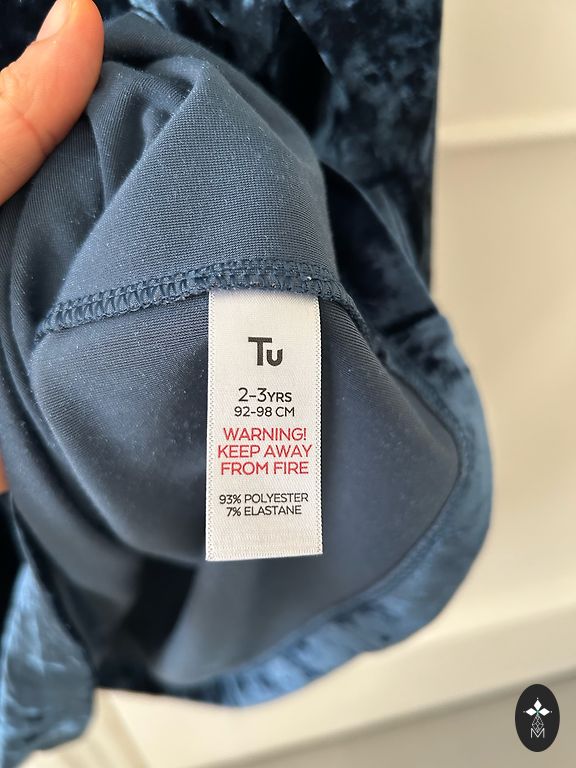 Tu
2-3YRS
92-98 CM
WARNING!
KEEP AWAY
FROM FIRE
93% POLYESTER
7% ELASTANE
M